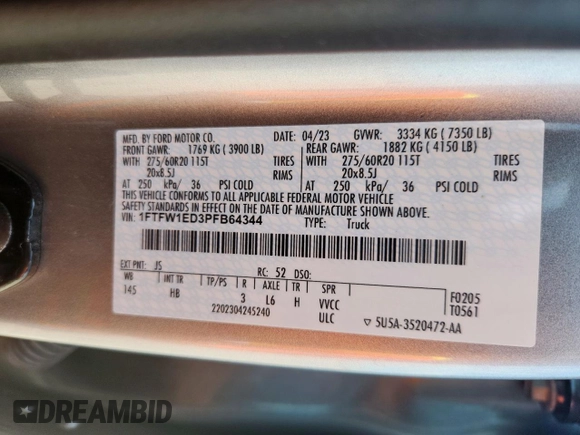 MFD. BY FORD MOTOR CO. DATE: 04/23 GVWR: 3334 KG ( 7350 LB)
FRONT GAWR: 1769 KG ( 3900 LB) REAR GAWR: 1882 KG ( 4150 LB)
WITH 275/60R20 115T TIRES WITH 275/60R20 115T TIRES
20x8.5J RIMS 20x8.5J RIMS
AT 250 kPa/ 36 PSI COLD AT 250 kPa/ 36 PSI COLD
THIS VEHICLE CONFORMS TO ALL APPLICABLE FEDERAL MOTOR VEHICLE
SAFETY STANDARDS IN EFFECT ON THE DATE OF MANUFACTURE SHOWN ABOVE.
VIN: 1FTFW1ED3PFB64344 TYPE: Truck
EXT PNT: JS RC: 52 DSO:
WB INT TR TP/PS R AXLE TR SPR
145 HB 3 L6 H VVCC F0205
2202304245240 ULC T0561
▽ 5U5A-3520472-AA
DREAMBID